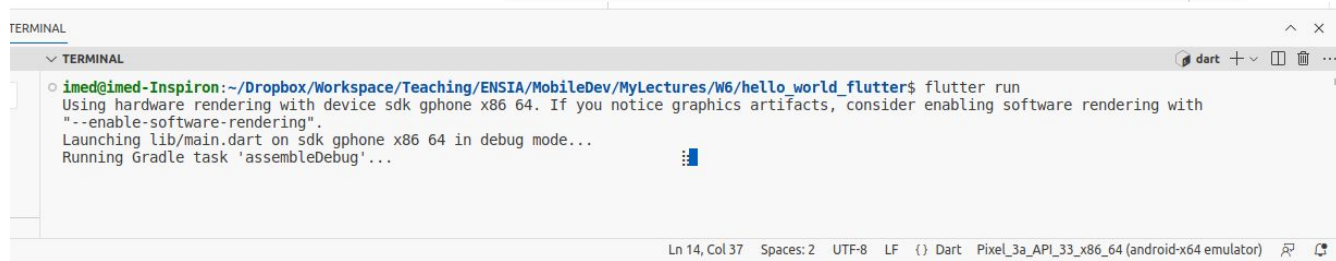 TERMINAL
TERMINAL
dart
imed@imed-Inspiron:~/Dropbox/Workspace/Teaching/ENSIA/MobileDev/MyLectures/W6/hello_world_flutter$ flutter run
Using hardware rendering with device sdk gphone x86 64. If you notice graphics artifacts, consider enabling software rendering with
"--enable-software-rendering".
Launching lib/main.dart on sdk gphone x86 64 in debug mode...
Running Gradle task 'assembleDebug'...
Ln 14, Col 37 Spaces: 2 UTF-8 LF {} Dart Pixel_3a_API_33_x86_64 (android-x64 emulator)